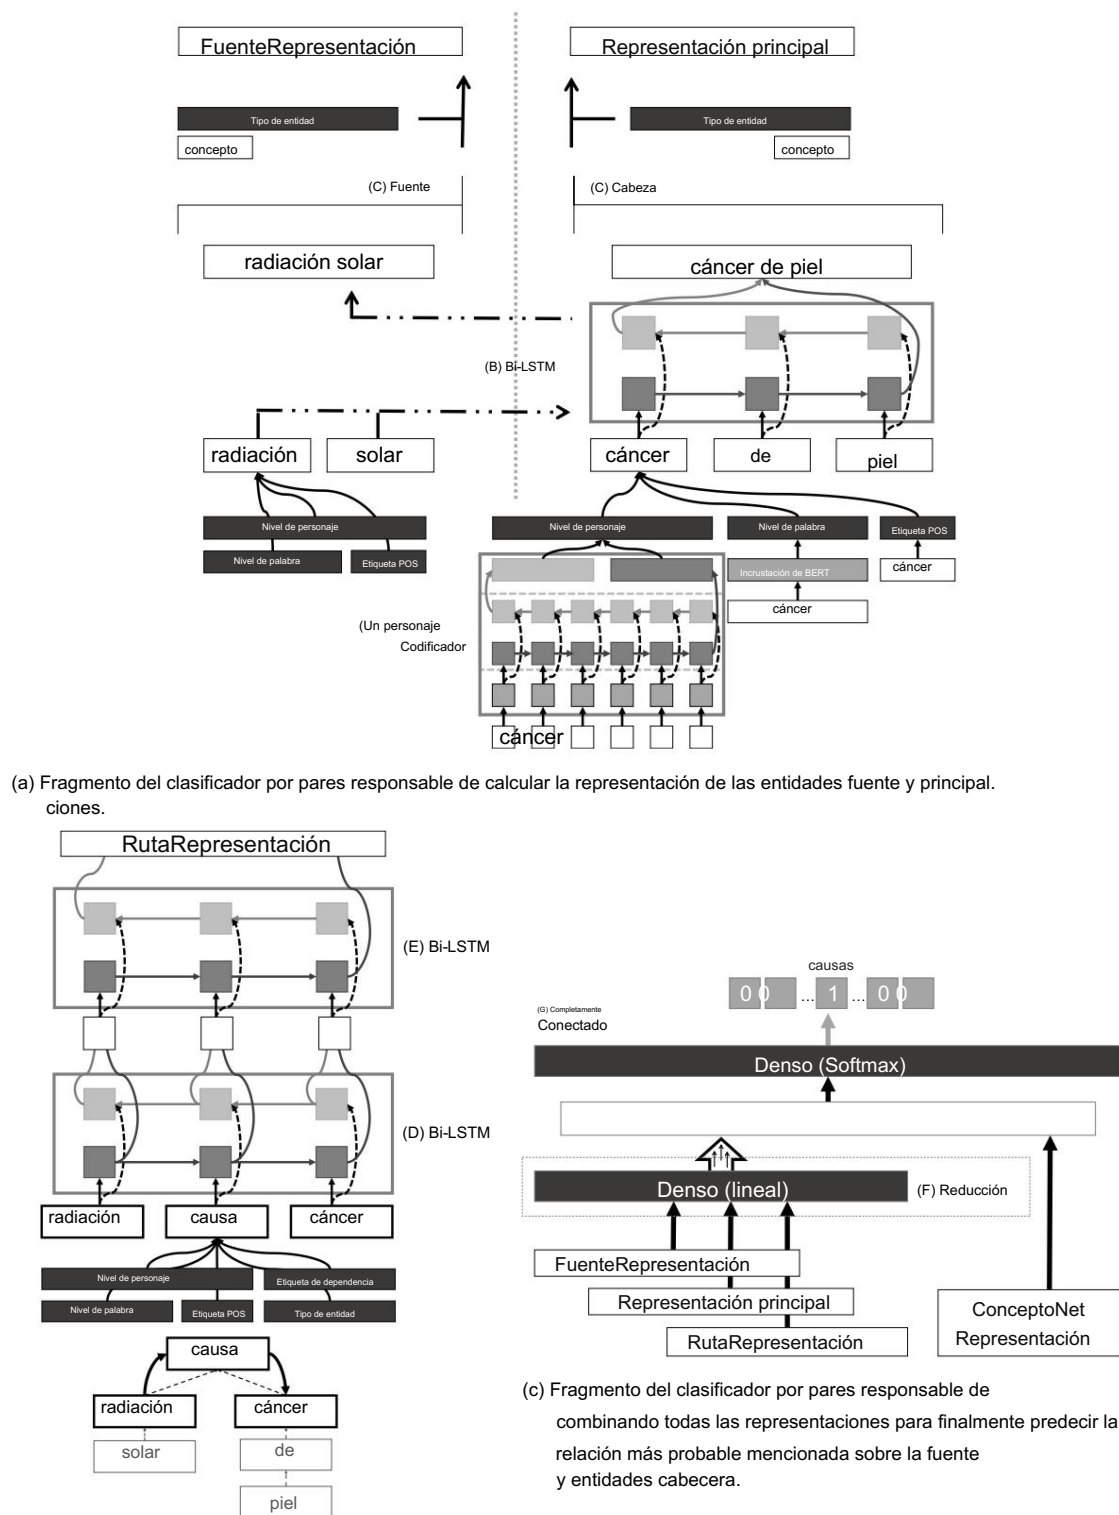 FuenteRepresentación
Representación principal
Tipo de entidad
Tipo de entidad
concepto
concepto
(C) Fuente
(C) Cabeza
radiación solar
cáncer de piel
(B) Bi-LSTM
radiación
solar
cáncer
de
piel
Nivel de personaje
Nivel de personaje
Nivel de palabra
Etiqueta POS
Nivel de palabra
Etiqueta POS
Incrustación de BERT
cáncer
cáncer
(Un personaje
Codificador
cáncer
(a) Fragmento del clasificador por pares responsable de calcular la representación de las entidades fuente y principal.
ciones.
RutaRepresentación
(E) Bi-LSTM
(D) Bi-LSTM
radiación
causa
cáncer
Nivel de personaje
Etiqueta de dependencia
Nivel de palabra
Etiqueta POS
Tipo de entidad
causa
radiación
cáncer
solar
de
piel
causas
0 0 ... 1 ... 0 0
(G) Completamente
Conectado
Denso (Softmax)
Denso (lineal)
(F) Reducción
FuenteRepresentación
Representación principal
RutaRepresentación
ConceptoNet
Representación
(c) Fragmento del clasificador por pares responsable de
combinando todas las representaciones para finalmente predecir la
relación más probable mencionada sobre la fuente
y entidades cabecera.